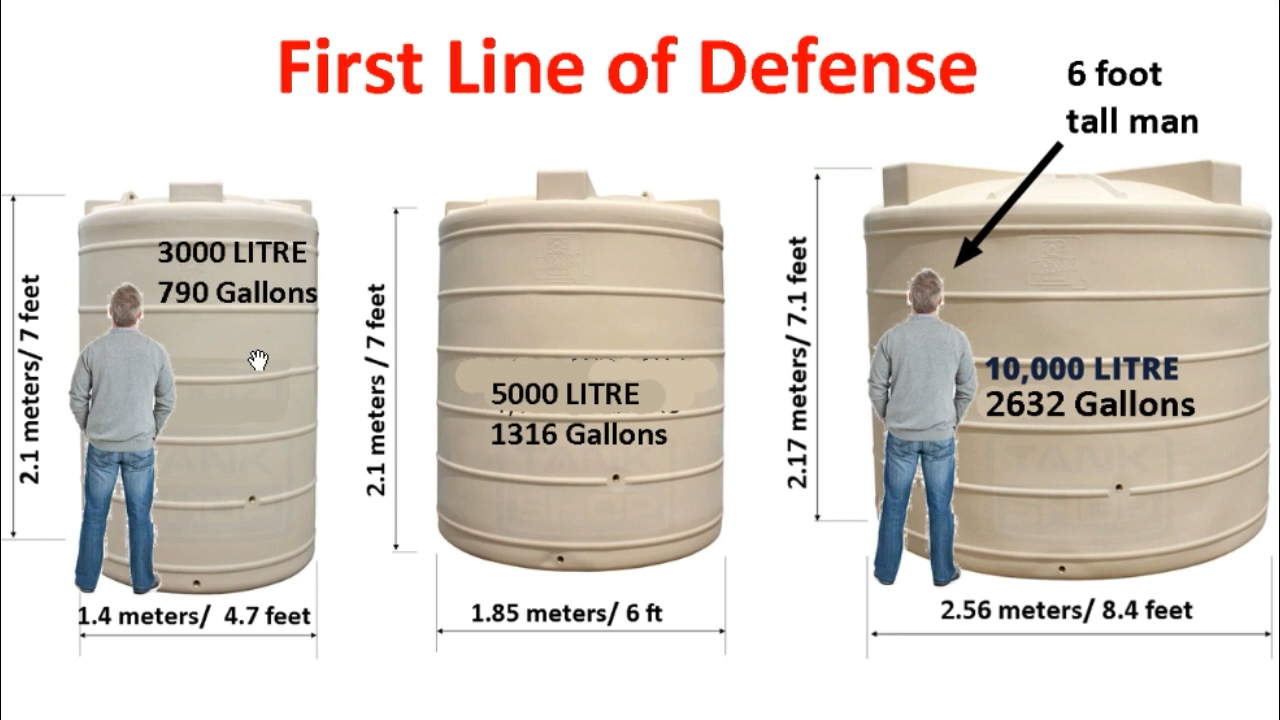 First Line of Defense
6 foot
tall man
2.1 meters/ 7 feet
3000 LITRE
790 Gallons
1.4 meters/  4.7 feet
2.1 meters / 7 feet
5000 LITRE
1316 Gallons
1.85 meters/ 6 ft
2.17 meters/ 7.1 feet
10,000 LITRE
2632 Gallons
TANK
SHOP
2.56 meters/ 8.4 feet